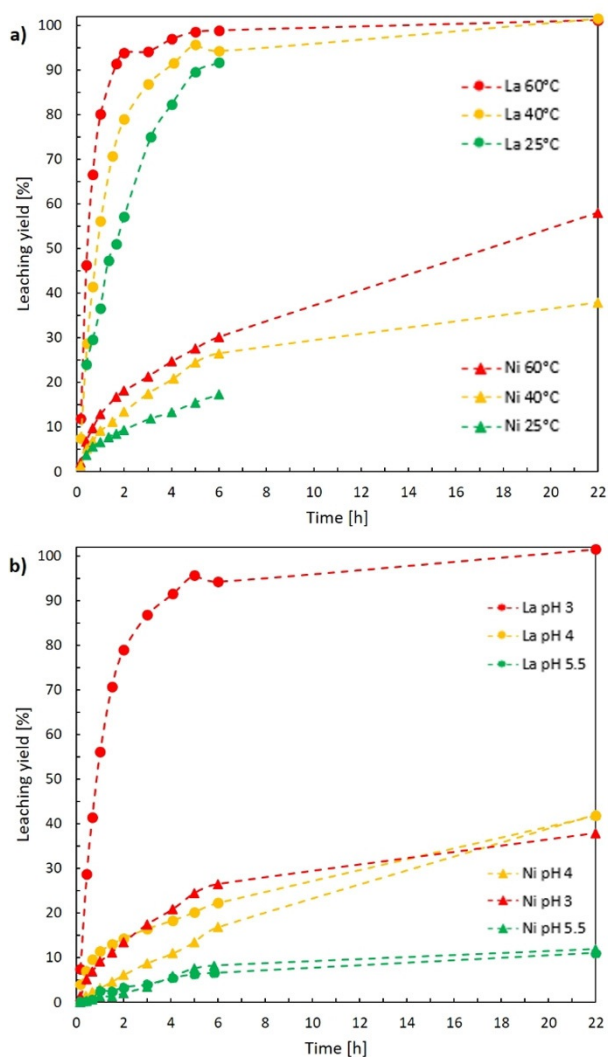 a)
Leaching yield [%]
100
90
80
70
60
50
40
30
20
10
0
La 60°C
La 40°C
La 25°C
Ni 60°C
Ni 40°C
Ni 25°C
0 2 4 6 8 10 12 14 16 18 20 22
Time [h]
b)
Leaching yield [%]
100
90
80
70
60
50
40
30
20
10
0
La pH 3
La pH 4
La pH 5.5
Ni pH 4
Ni pH 3
Ni pH 5.5
0 2 4 6 8 10 12 14 16 18 20 22
Time [h]